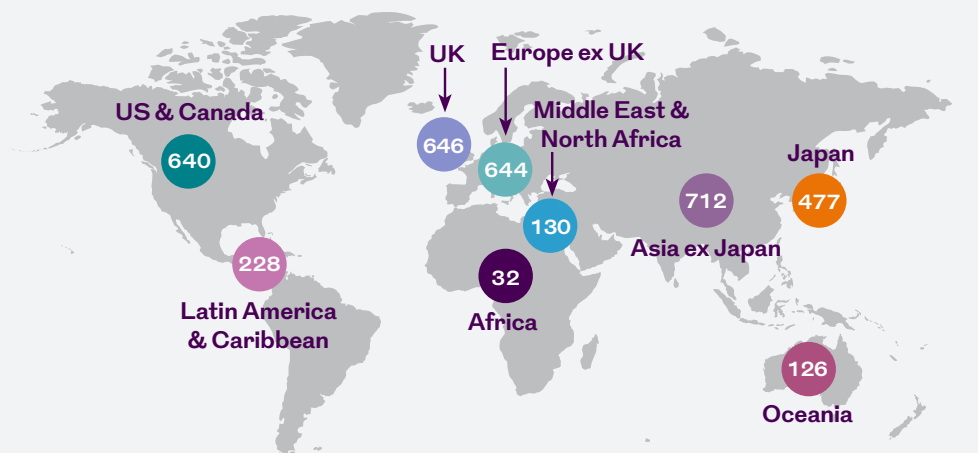 UK
Europe ex UK
US & Canada
Middle East &
North Africa
646
640
644
Japan
712
477
130
Asia ex Japan
228
32
Latin America
& Caribbean
Africa
126
Oceania